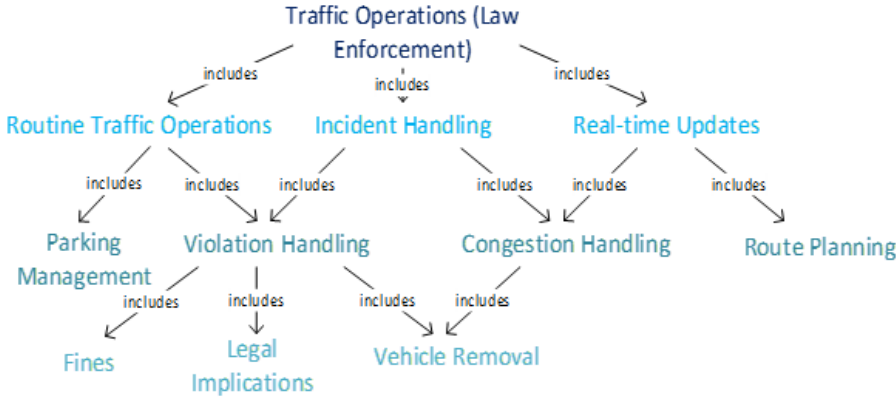 Traffic Operations (Law
Enforcement)
includes
includes
includes
Routine Traffic Operations
Incident Handling
Real-time Updates
includes
includes
includes
includes
includes
includes
Parking
Management
Violation Handling
Congestion Handling
Route Planning
includes
includes
includes
includes
Fines
Legal
Implications
Vehicle Removal